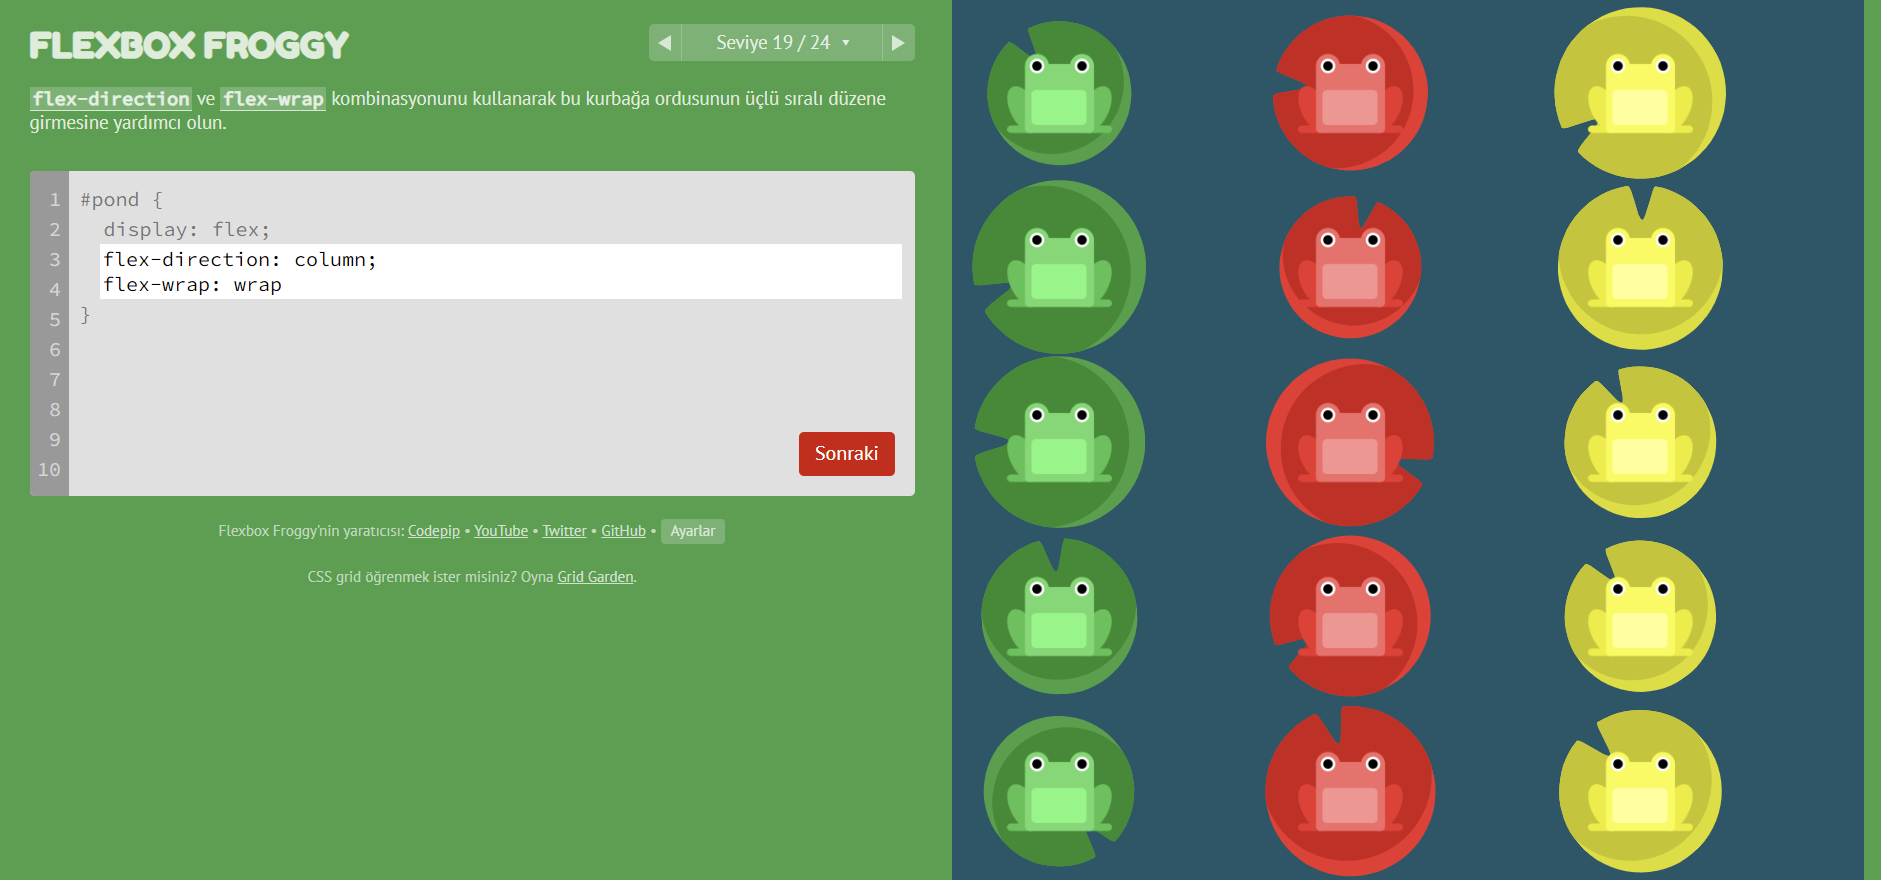 FLEXBOX FROGGY
Seviye 19 / 24
flex-direction ve flex-wrap kombinasyonunu kullanarak bu kurbağa ordusunun üçlü sıralı düzene
girmesine yardımcı olun.
1 #pond {
2 display: flex;
3 flex-direction: column;
4 flex-wrap: wrap
5 }
6
7
8
9
10
Sonraki
Flexbox Froggy'nin yaratıcısı: Codepip • YouTube • Twitter • GitHub • Ayarlar
CSS grid öğrenmek ister misiniz? Oyna Grid Garden.